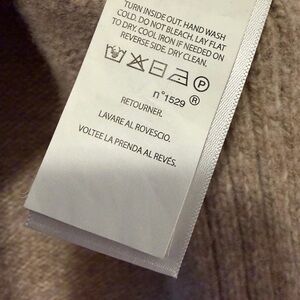 TURN INSIDE OUT. HAND WASH
COLD. DO NOT BLEACH. LAY FLAT
TO DRY. COOL IRON IF NEEDED ON
REVERSE SIDE. DRY CLEAN.
P
n°1529 ®
RETOURNER.
LAVARE AL ROVESCIO.
VOLTEE LA PRENDA AL REVÉS.